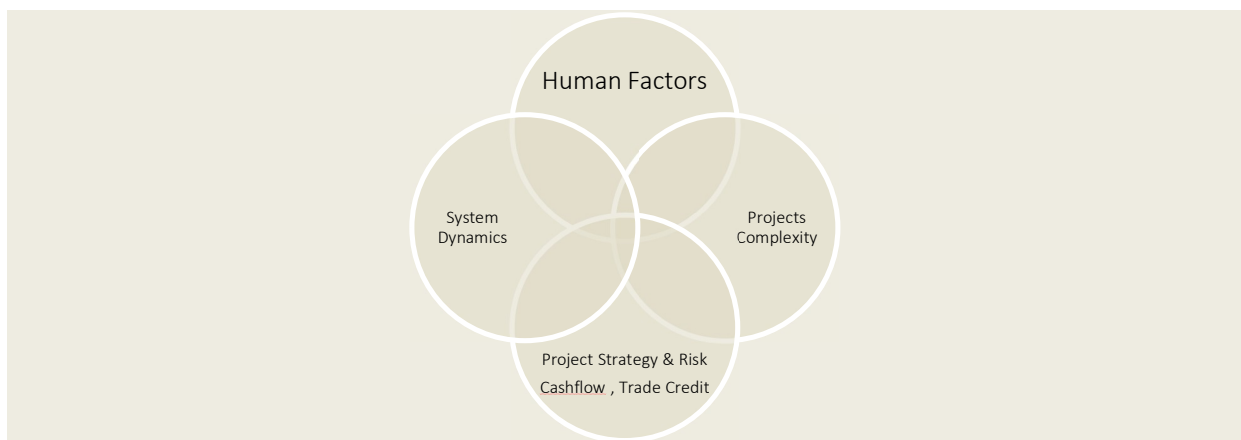 Human Factors
System
Dynamics
Projects
Complexity
Project Strategy & Risk
Cashflow , Trade Credit